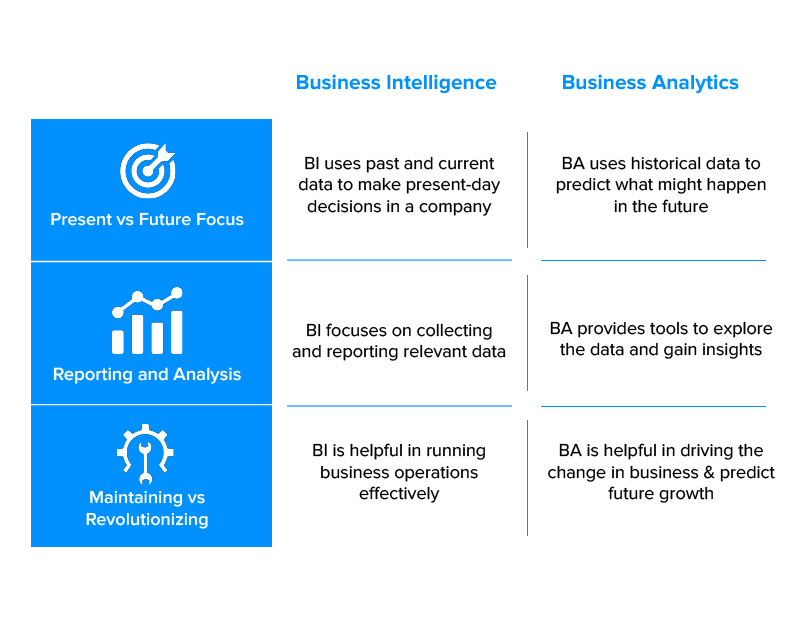 Business Intelligence
Business Analytics
Present vs Future Focus
BI uses past and current
data to make present-day
decisions in a company
BA uses historical data to
predict what might happen
in the future
Reporting and Analysis
BI focuses on collecting
and reporting relevant data
BA provides tools to explore
the data and gain insights
Maintaining vs
Revolutionizing
BI is helpful in running
business operations
effectively
BA is helpful in driving the
change in business & predict
future growth